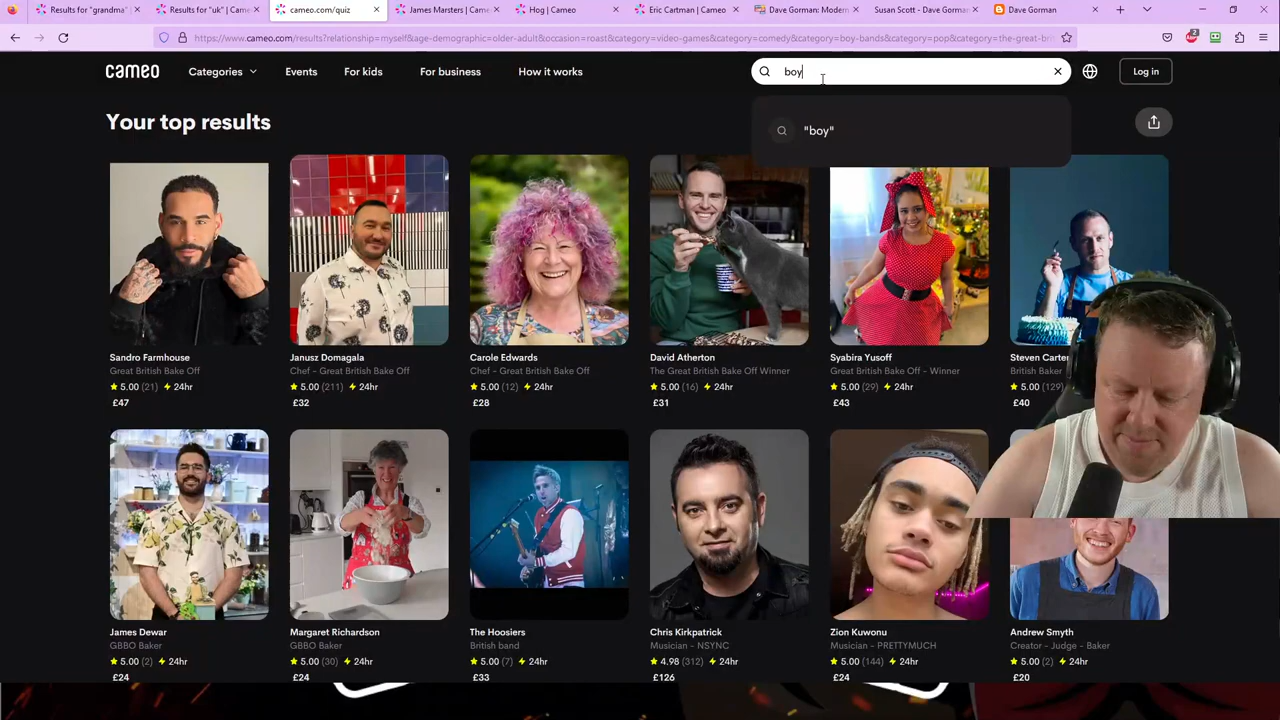 Results for "grandma"
Results for "uk" | Came
cameo.com/quiz
James Marsters | Came
Hog | Cameo
Eric Cartman | Cameo
Dave Gorman: Modern
Susan Scott - Dave Gorman
Dave Gorman
https://www.cameo.com/results?relationship=myself&age-demographic=older-adult&occasion=roast&category=video-games&category=comedy&category=boy-bands&category=pop&category=the-great-bri
2
cameo
Categories
Events
For kids
For business
How it works
boy
Log in
"boy"
Your top results
Sandro Farmhouse
Great British Bake Off
5.00 (21) 24hr
£47
Janusz Domagala
Chef - Great British Bake Off
5.00 (211) 24hr
£32
Carole Edwards
Chef - Great British Bake Off
5.00 (12) 24hr
£28
David Atherton
The Great British Bake Off Winner
5.00 (16) 24hr
£31
Syabira Yusoff
Great British Bake Off - Winner
5.00 (29) 24hr
£43
Steven Carter
British Baker
5.00 (129)
£40
James Dewar
GBBO Baker
5.00 (2) 24hr
£24
Margaret Richardson
GBBO Baker
5.00 (30) 24hr
£24
The Hoosiers
British band
5.00 (7) 24hr
£33
Chris Kirkpatrick
Musician - NSYNC
4.98 (312) 24hr
£126
Zion Kuwonu
Musician - PRETTYMUCH
5.00 (144) 24hr
£24
Andrew Smyth
Creator - Judge - Baker
5.00 (2) 24hr
£20